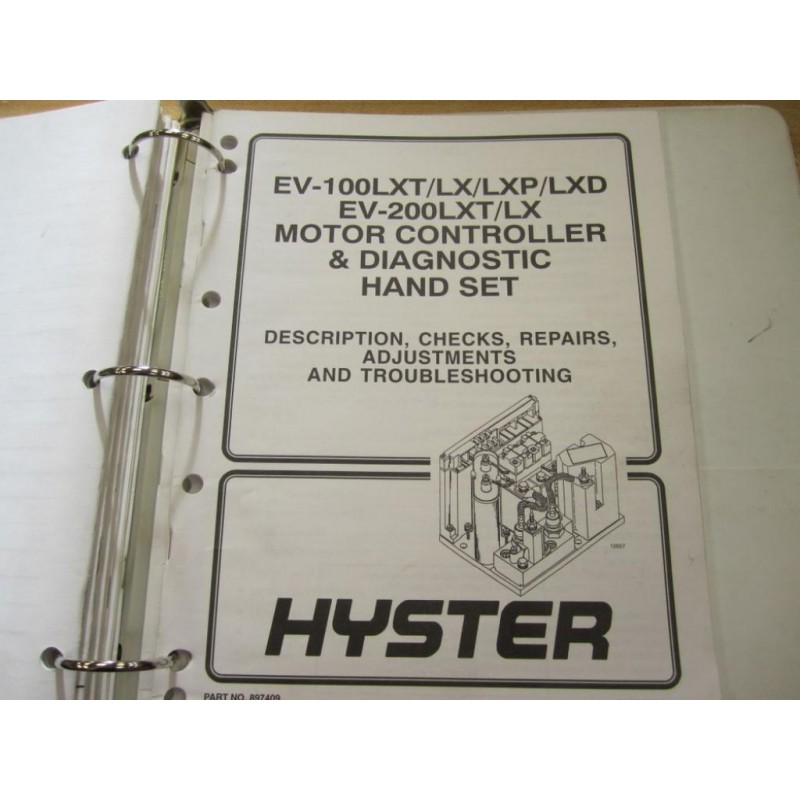 EV-100LXT/LX/LXP/LXD
EV-200LXT/LX
MOTOR CONTROLLER
& DIAGNOSTIC
HAND SET
DESCRIPTION, CHECKS, REPAIRS,
ADJUSTMENTS
AND TROUBLESHOOTING
HYSTER
PART NO. 897409